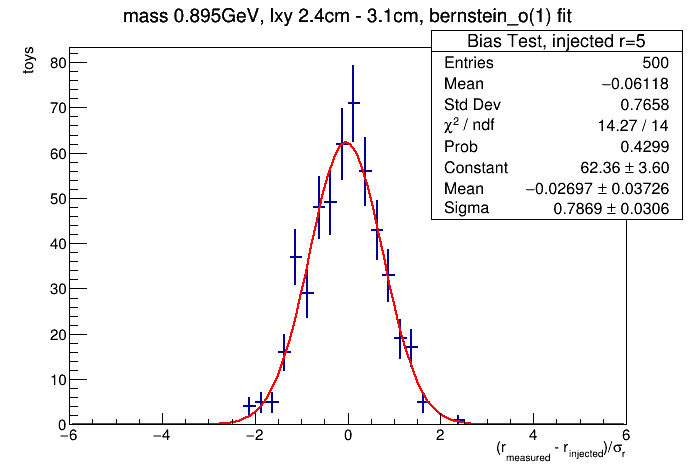 mass 0.895GeV, lxy 2.4cm - 3.1cm, bernstein_o(1) fit
Bias Test, injected r=5
Entries 500
Mean −0.06118
Std Dev 0.7658
χ² / ndf 14.27 / 14
Prob 0.4299
Constant 62.36 ± 3.60
Mean −0.02697 ± 0.03726
Sigma 0.7869 ± 0.0306
toys
80
70
60
50
40
30
20
10
0
−6 −4 −2 0 2 4 6
(r_measured - r_injected)/σ_r